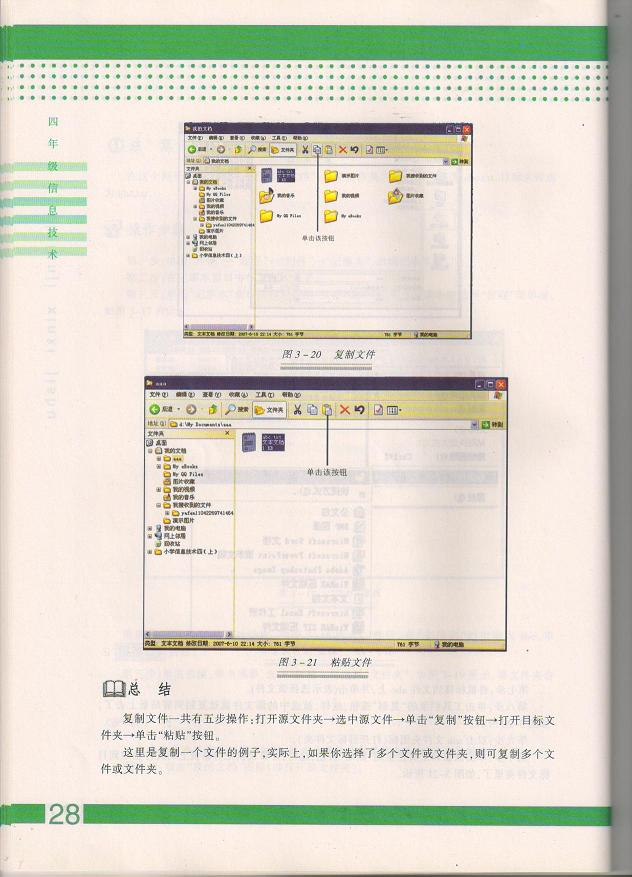 四年级信息技术
我的文档
文件(F) 编辑(E) 查看(V) 收藏(A) 工具(T) 帮助(H)
后退 搜索 文件夹
地址(D) 我的文档 转到
文件夹
桌面
我的文档
My eBooks
My QQ Files
图片收藏
我的视频
我的音乐
我接收到的文件
演示图片
我的电脑
网上邻居
回收站
小学信息技术四(上)
演示图片
我接收到的文件
我的音乐
我的视频
图片收藏
My QQ Files
My eBooks
单击该按钮
类型: 文本文档 修改日期: 2007-6-10 22:14 大小: 761 字节 761 字节 我的电脑
图 3-20 复制文件
aaa
文件(F) 编辑(E) 查看(V) 收藏(A) 工具(T) 帮助(H)
后退 搜索 文件夹
地址(D) d:\My Documents\aaa 转到
文件夹
桌面
我的文档
aaa
My eBooks
My QQ Files
图片收藏
我的视频
我的音乐
我接收到的文件
演示图片
我的电脑
网上邻居
回收站
小学信息技术四(上)
abc.txt
文本文档
1 KB
单击该按钮
类型: 文本文档 修改日期: 2007-6-10 22:14 大小: 761 字节 761 字节 我的电脑
图 3-21 粘贴文件
总 结
复制文件一共有五步操作:打开源文件夹→选中源文件→单击“复制”按钮→打开目标文
件夹→单击“粘贴”按钮。
这里是复制一个文件的例子,实际上,如果你选择了多个文件或文件夹,则可复制多个文
件或文件夹。
28